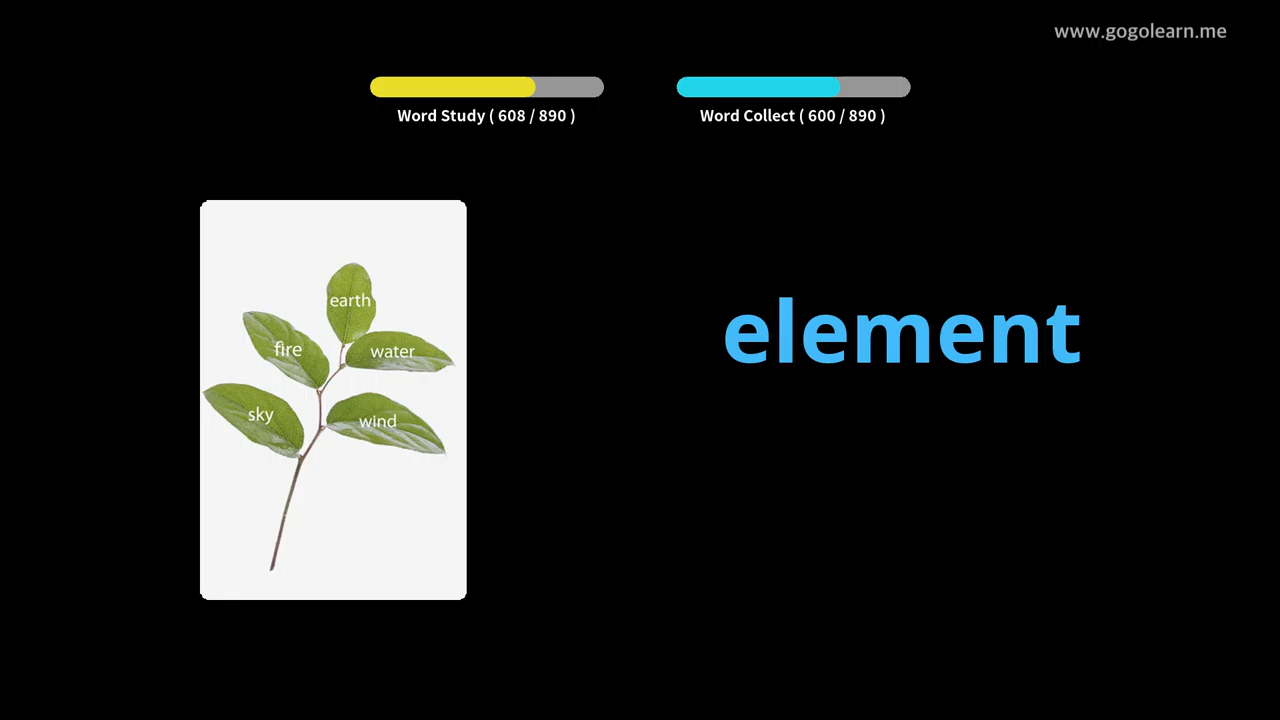 www.gogolearn.me
Word Study ( 608 / 890 )
Word Collect ( 600 / 890 )
earth
fire
water
sky
wind
element